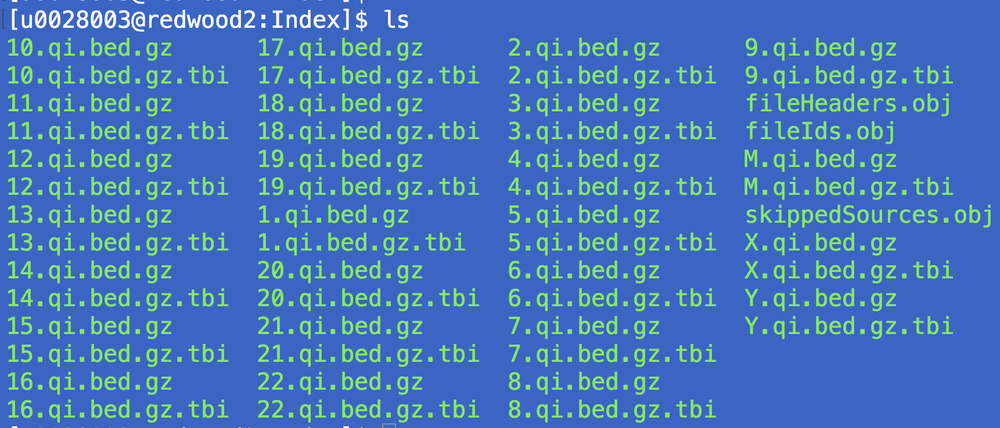 [u0028003@redwood2:Index]$
[u0028003@redwood2:Index]$ ls
10.qi.bed.gz 17.qi.bed.gz 2.qi.bed.gz 9.qi.bed.gz
10.qi.bed.gz.tbi 17.qi.bed.gz.tbi 2.qi.bed.gz.tbi 9.qi.bed.gz.tbi
11.qi.bed.gz 18.qi.bed.gz 3.qi.bed.gz fileHeaders.obj
11.qi.bed.gz.tbi 18.qi.bed.gz.tbi 3.qi.bed.gz.tbi fileIds.obj
12.qi.bed.gz 19.qi.bed.gz 4.qi.bed.gz M.qi.bed.gz
12.qi.bed.gz.tbi 19.qi.bed.gz.tbi 4.qi.bed.gz.tbi M.qi.bed.gz.tbi
13.qi.bed.gz 1.qi.bed.gz 5.qi.bed.gz skippedSources.obj
13.qi.bed.gz.tbi 1.qi.bed.gz.tbi 5.qi.bed.gz.tbi X.qi.bed.gz
14.qi.bed.gz 20.qi.bed.gz 6.qi.bed.gz X.qi.bed.gz.tbi
14.qi.bed.gz.tbi 20.qi.bed.gz.tbi 6.qi.bed.gz.tbi Y.qi.bed.gz
15.qi.bed.gz 21.qi.bed.gz 7.qi.bed.gz Y.qi.bed.gz.tbi
15.qi.bed.gz.tbi 21.qi.bed.gz.tbi 7.qi.bed.gz.tbi
16.qi.bed.gz 22.qi.bed.gz 8.qi.bed.gz
16.qi.bed.gz.tbi 22.qi.bed.gz.tbi 8.qi.bed.gz.tbi